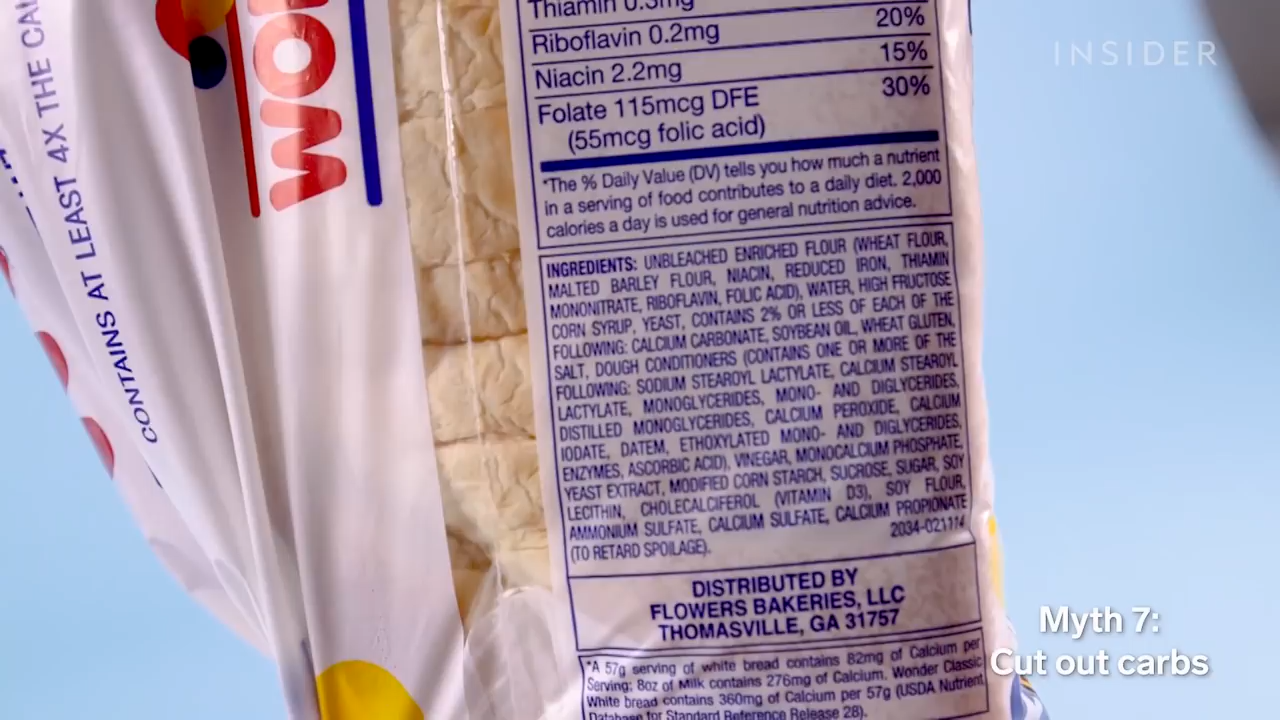 CONTAINS AT LEAST 4X THE CAL
WON
Thiamin 0.3mg
Riboflavin 0.2mg 20%
Niacin 2.2mg 15%
Folate 115mcg DFE 30%
(55mcg folic acid)
*The % Daily Value (DV) tells you how much a nutrient
in a serving of food contributes to a daily diet. 2,000
calories a day is used for general nutrition advice.
INGREDIENTS: UNBLEACHED ENRICHED FLOUR (WHEAT FLOUR,
MALTED BARLEY FLOUR, NIACIN, REDUCED IRON, THIAMIN
MONONITRATE, RIBOFLAVIN, FOLIC ACID), WATER, HIGH FRUCTOSE
CORN SYRUP, YEAST, CONTAINS 2% OR LESS OF EACH OF THE
FOLLOWING: CALCIUM CARBONATE, SOYBEAN OIL, WHEAT GLUTEN,
SALT, DOUGH CONDITIONERS (CONTAINS ONE OR MORE OF THE
FOLLOWING: SODIUM STEAROYL LACTYLATE, CALCIUM STEAROYL
LACTYLATE, MONOGLYCERIDES, MONO- AND DIGLYCERIDES,
DISTILLED MONOGLYCERIDES, CALCIUM PEROXIDE, CALCIUM
IODATE, DATEM, ETHOXYLATED MONO- AND DIGLYCERIDES,
ENZYMES, ASCORBIC ACID), VINEGAR, MONOCALCIUM PHOSPHATE,
YEAST EXTRACT, MODIFIED CORN STARCH, SUCROSE, SUGAR, SOY
LECITHIN, CHOLECALCIFEROL (VITAMIN D3), SOY FLOUR,
AMMONIUM SULFATE, CALCIUM SULFATE, CALCIUM PROPIONATE
(TO RETARD SPOILAGE). 2034-021114
DISTRIBUTED BY
FLOWERS BAKERIES, LLC
THOMASVILLE, GA 31757
*A 57g serving of white bread contains 82mg of Calcium per
Serving; 8oz of Milk contains 276mg of Calcium, Wonder Classic
White bread contains 360mg of Calcium per 57g (USDA Nutrient
Database for Standard Reference Release 28).
INSIDER
Myth 7:
Cut out carbs